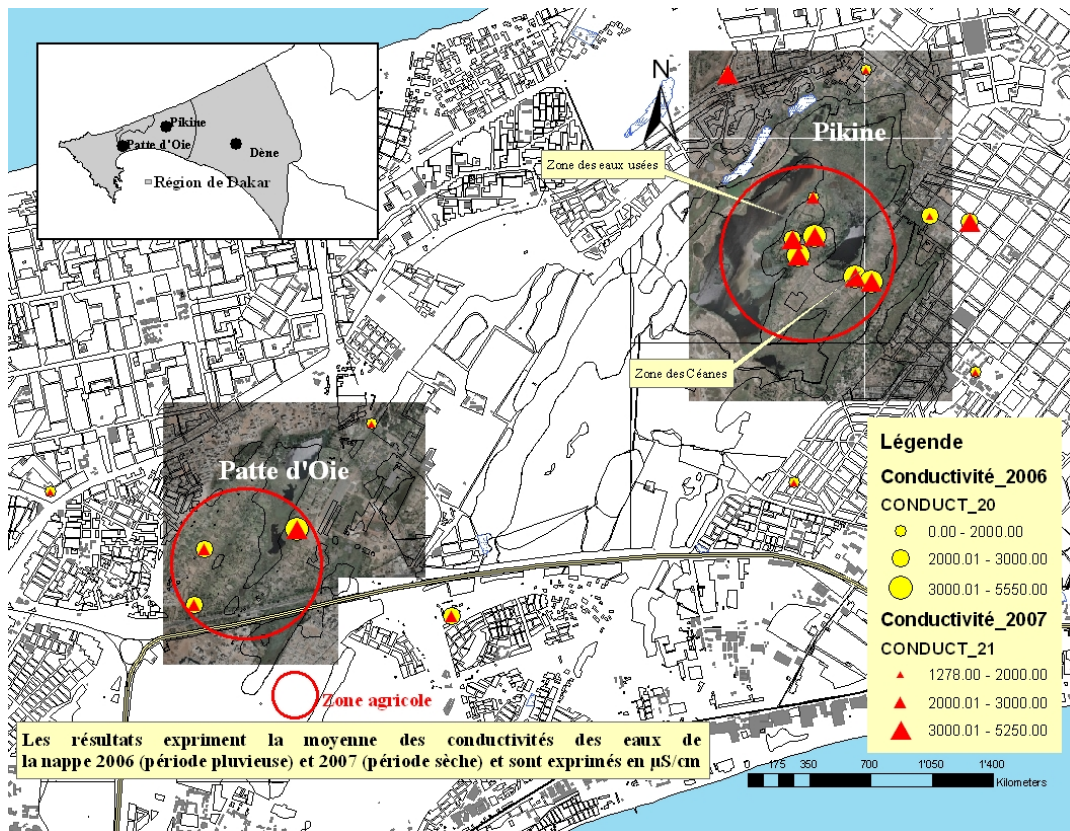 Pikine
Patte d'Oie
Dène
Région de Dakar
N
Pikine
Zone des eaux usées
Zone des Céanes
Patte d'Oie
Zone agricole
Légende
Conductivité_2006
CONDUCT_20
0.00 - 2000.00
2000.01 - 3000.00
3000.01 - 5550.00
Conductivité_2007
CONDUCT_21
1278.00 - 2000.00
2000.01 - 3000.00
3000.01 - 5250.00
Les résultats expriment la moyenne des conductivités des eaux de
la nappe 2006 (période pluvieuse) et 2007 (période sèche) et sont exprimés en µS/cm
0 175 350 700 1'050 1'400
Kilometers